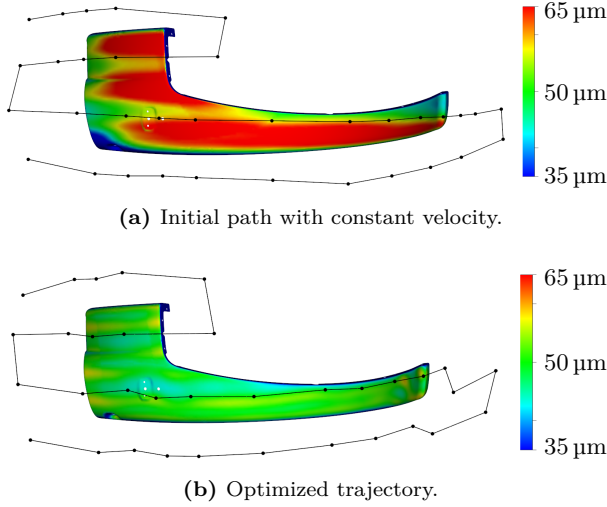 65 µm
50 µm
35 µm
(a) Initial path with constant velocity.
65 µm
50 µm
35 µm
(b) Optimized trajectory.